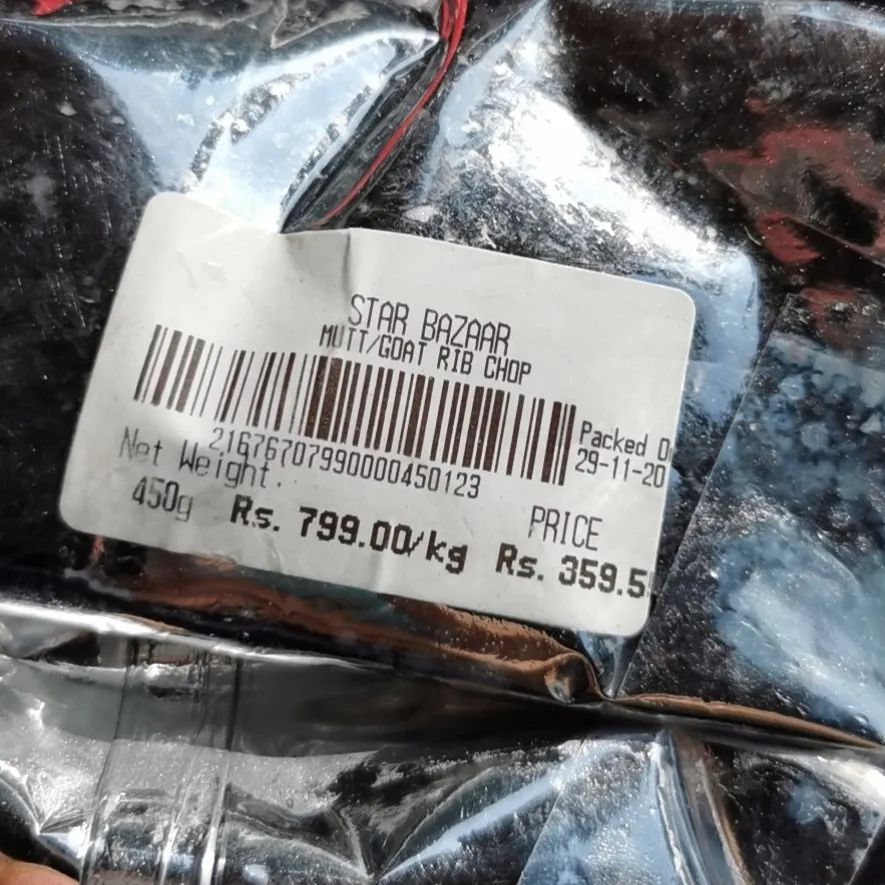 STAR BAZAAR
MUTT/GOAT RIB CHOP
21676707990000450123
Packed
29-11-20
Net Weight.
450g
Rs. 799.00/kg
PRICE
Rs. 359.5